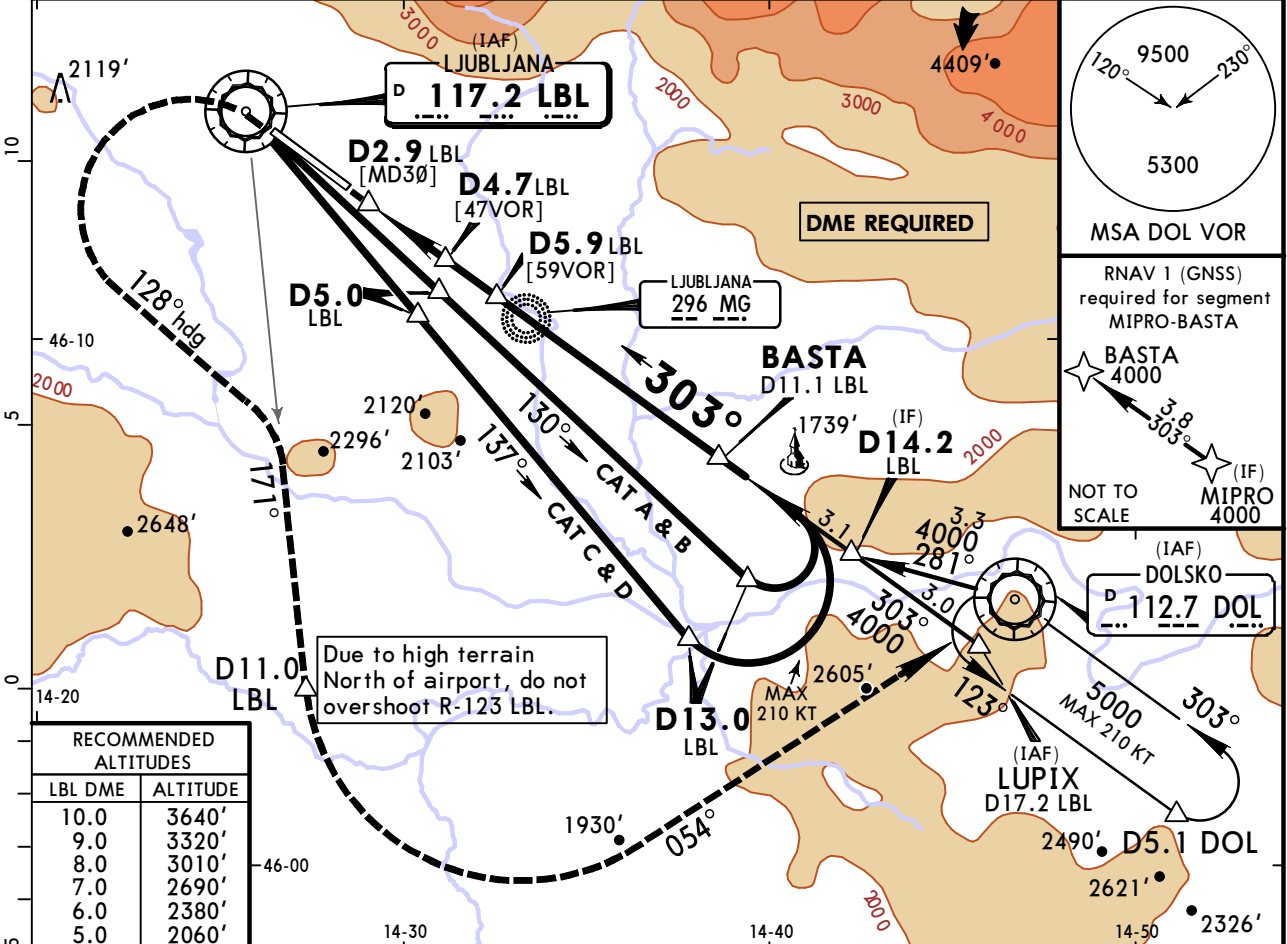 3000
(IAF)
LJUBLJANA
D 117.2 LBL
2119'
4409'
2000
3000
4000
120°
9500
230°
5300
MSA DOL VOR
10
D2.9 LBL
[MD3Ø]
D4.7 LBL
[47VOR]
D5.9 LBL
[59VOR]
DME REQUIRED
RNAV 1 (GNSS)
required for segment
MIPRO-BASTA
BASTA
4000
3.8
303°
(IF)
MIPRO
4000
NOT TO
SCALE
LJUBLJANA
296 MG
D5.0
LBL
128° hdg
46-10
2000
BASTA
D11.1 LBL
303°
2120'
2296'
2103'
5
130°
CAT A & B
137°
CAT C & D
1739'
(IF)
D14.2
LBL
2000
171°
2648'
3.1
3.3
4000
281°
3.0
303°
4000
(IAF)
DOLSKO
D 112.7 DOL
Due to high terrain
North of airport, do not
overshoot R-123 LBL.
D11.0
LBL
0
14-20
2605'
MAX
210 KT
D13.0
LBL
123°
5000
MAX 210 KT
303°
(IAF)
LUPIX
D17.2 LBL
RECOMMENDED
ALTITUDES
LBL DME ALTITUDE
10.0 3640'
9.0 3320'
8.0 3010'
7.0 2690'
6.0 2380'
5.0 2060'
46-00
1930'
054°
2490'
D5.1 DOL
2621'
2326'
2000
14-30
14-40
14-50